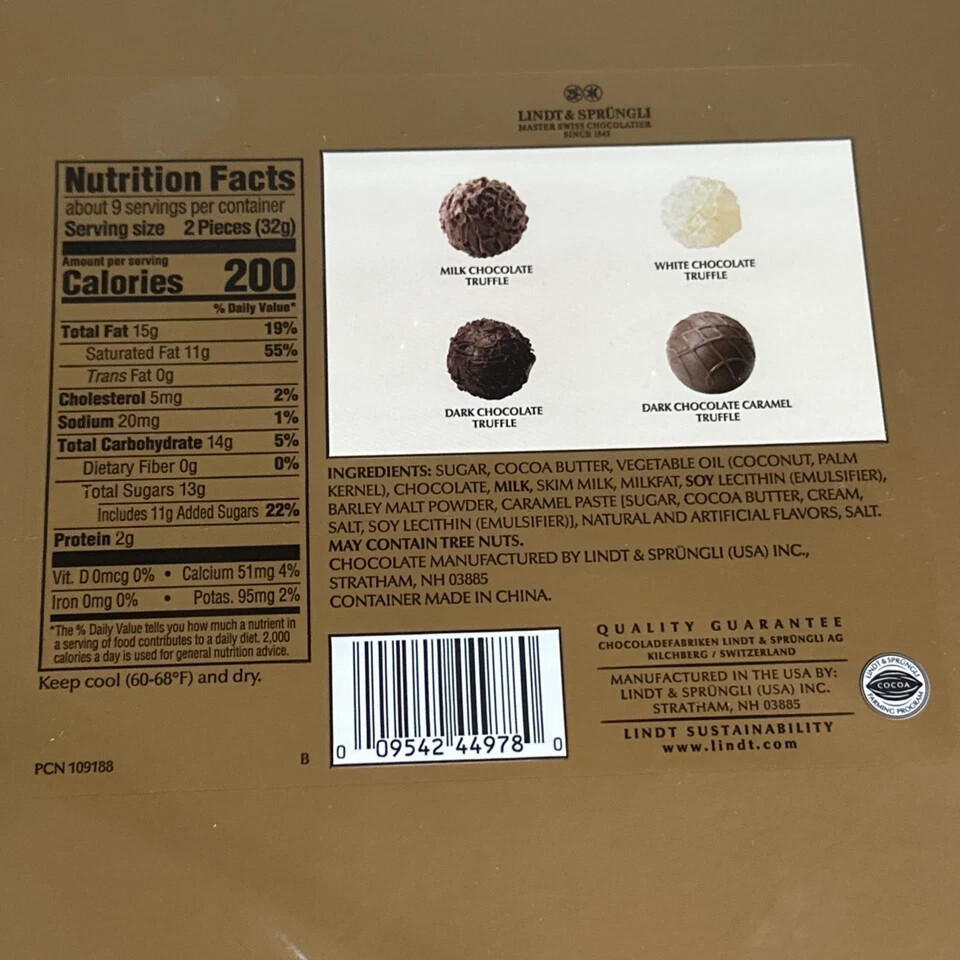 LINDT & SPRÜNGLI
MASTER SWISS CHOCOLATIER
SINCE 1845
Nutrition Facts
about 9 servings per container
Serving size 2 Pieces (32g)
Amount per serving
Calories 200
% Daily Value*
Total Fat 15g 19%
Saturated Fat 11g 55%
Trans Fat 0g
Cholesterol 5mg 2%
Sodium 20mg 1%
Total Carbohydrate 14g 5%
Dietary Fiber 0g 0%
Total Sugars 13g
Includes 11g Added Sugars 22%
Protein 2g
Vit. D 0mcg 0% • Calcium 51mg 4%
Iron 0mg 0% • Potas. 95mg 2%
*The % Daily Value tells you how much a nutrient in
a serving of food contributes to a daily diet. 2,000
calories a day is used for general nutrition advice.
Keep cool (60-68°F) and dry.
PCN 109188
B
MILK CHOCOLATE
TRUFFLE
WHITE CHOCOLATE
TRUFFLE
DARK CHOCOLATE
TRUFFLE
DARK CHOCOLATE CARAMEL
TRUFFLE
INGREDIENTS: SUGAR, COCOA BUTTER, VEGETABLE OIL (COCONUT, PALM
KERNEL), CHOCOLATE, MILK, SKIM MILK, MILKFAT, SOY LECITHIN (EMULSIFIER),
BARLEY MALT POWDER, CARAMEL PASTE [SUGAR, COCOA BUTTER, CREAM,
SALT, SOY LECITHIN (EMULSIFIER)], NATURAL AND ARTIFICIAL FLAVORS, SALT.
MAY CONTAIN TREE NUTS.
CHOCOLATE MANUFACTURED BY LINDT & SPRÜNGLI (USA) INC.,
STRATHAM, NH 03885
CONTAINER MADE IN CHINA.
0 09542 44978 0
QUALITY GUARANTEE
CHOCOLADEFABRIKEN LINDT & SPRÜNGLI AG
KILCHBERG / SWITZERLAND
MANUFACTURED IN THE USA BY:
LINDT & SPRÜNGLI (USA) INC.
STRATHAM, NH 03885
LINDT SUSTAINABILITY
www.lindt.com
LINDT & SPRÜNGLI
COCOA
FARMING PROGRAM